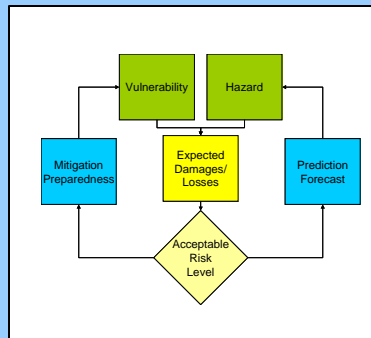 Vulnerability
Hazard
Mitigation
Preparedness
Expected
Damages/
Losses
Prediction
Forecast
Acceptable
Risk
Level